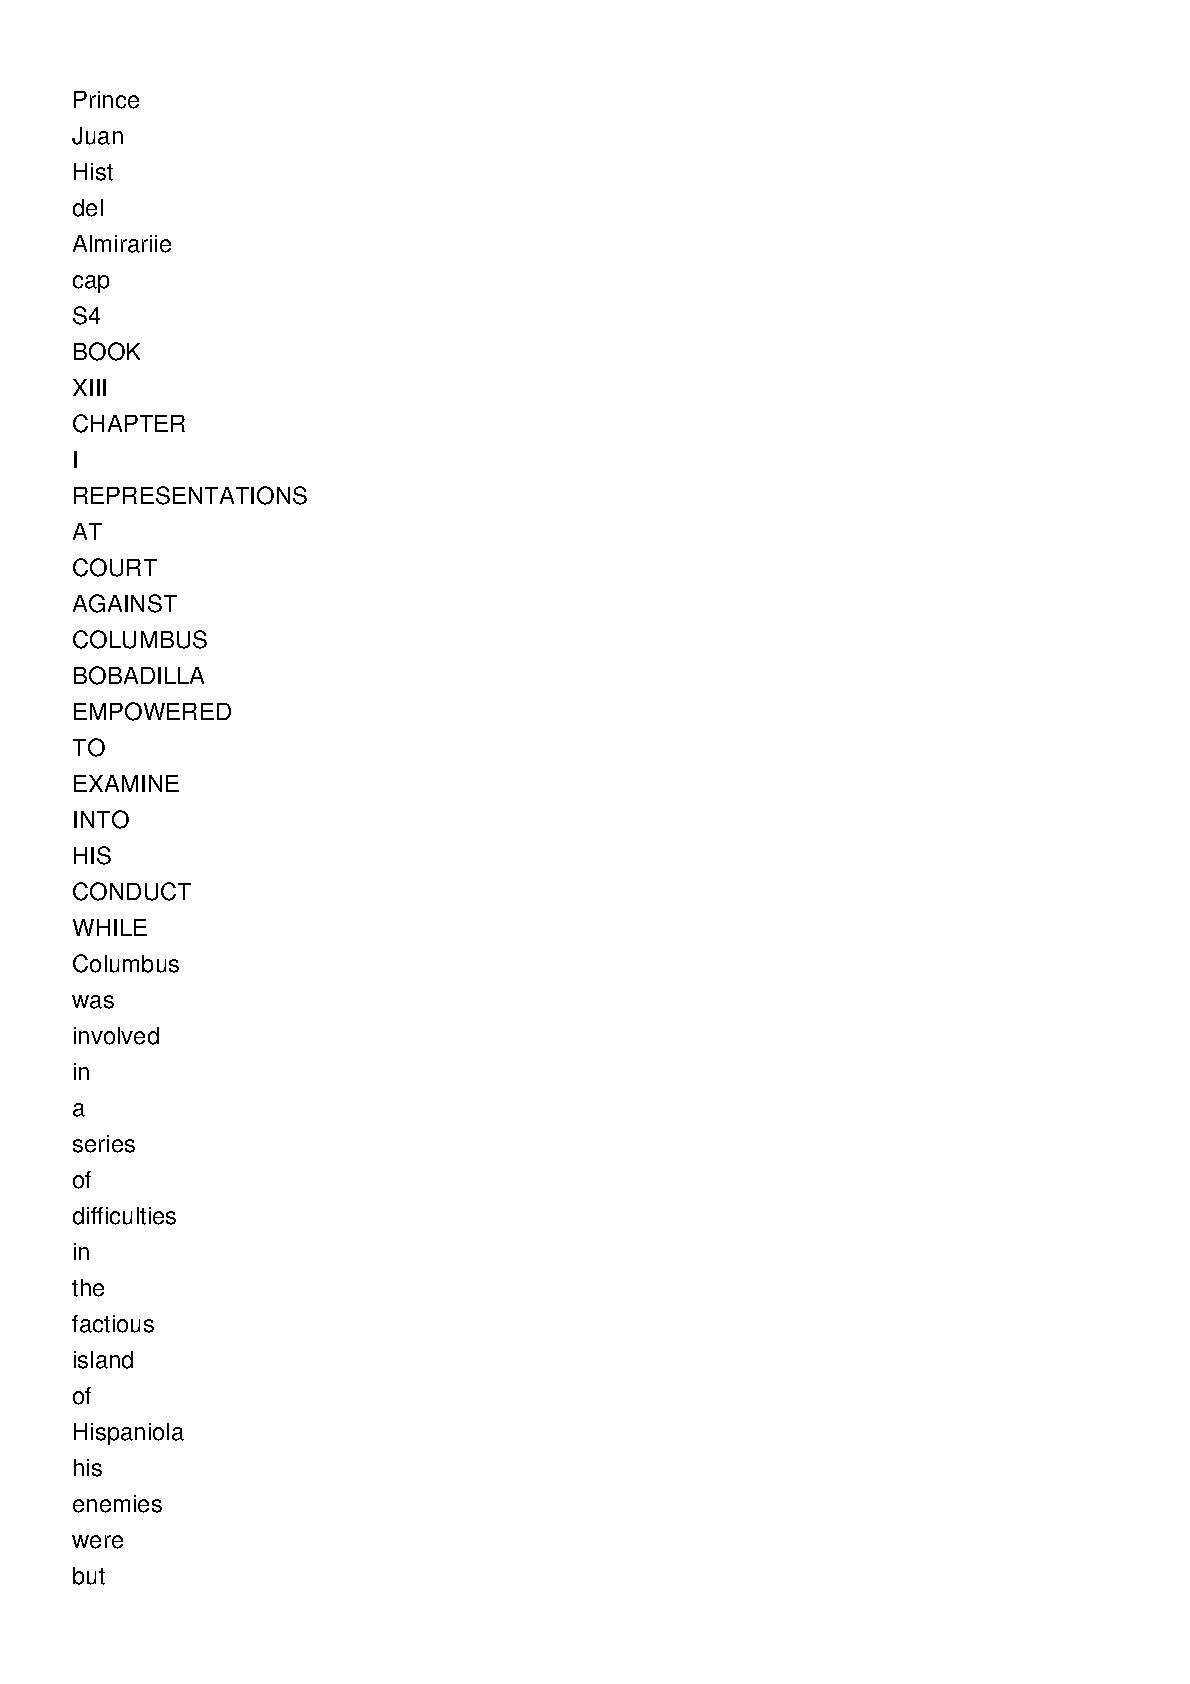 Prince
Juan
Hist
del
Almirariie
cap
S4
BOOK
XIII
CHAPTER
I
REPRESENTATIONS
AT
COURT
AGAINST
COLUMBUS
BOBADILLA
EMPOWERED
TO
EXAMINE
INTO
HIS
CONDUCT
WHILE
Columbus
was
involved
in
a
series
of
difficulties
in
the
factious
island
of
Hispaniola
his
enemies
were
but